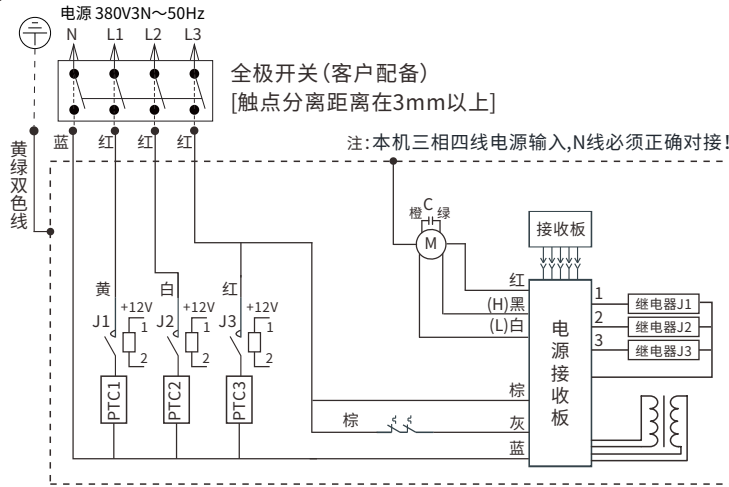 电源 380V3N～50Hz
N L1 L2 L3
全极开关（客户配备）
[触点分离距离在3mm以上]
蓝 红 红 红
注:本机三相四线电源输入,N线必须正确对接！
黄绿双色线
C
橙 绿
M
接收板
红
(H)黑
(L)白
黄 白 红
+12V +12V +12V
J1 1 J2 1 J3 1
2 2 2
PTC1 PTC2 PTC3
电源接收板
1 继电器J1
2 继电器J2
3 继电器J3
棕
棕 灰
蓝